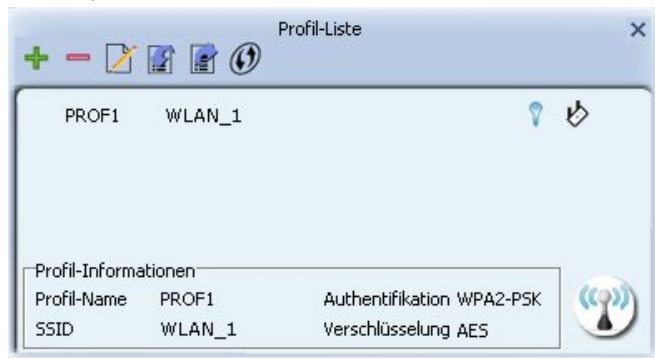 Profil-Liste
PROF1 WLAN_1
Profil-Informationen
Profil-Name PROF1 Authentifikation WPA2-PSK
SSID WLAN_1 Verschlüsselung AES